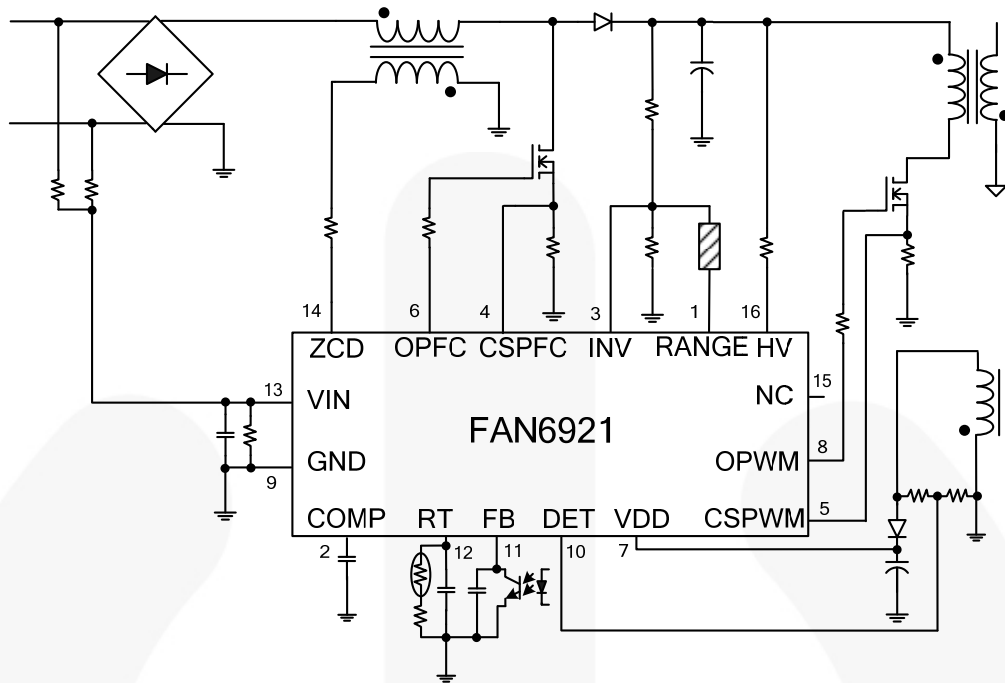 14 6 4 3 1 16
ZCD OPFC CSPFC INV RANGE HV
15
NC
13
VIN
FAN6921
GND
9
OPWM
8
COMP RT FB DET VDD CSPWM
5
2 12 11 10 7